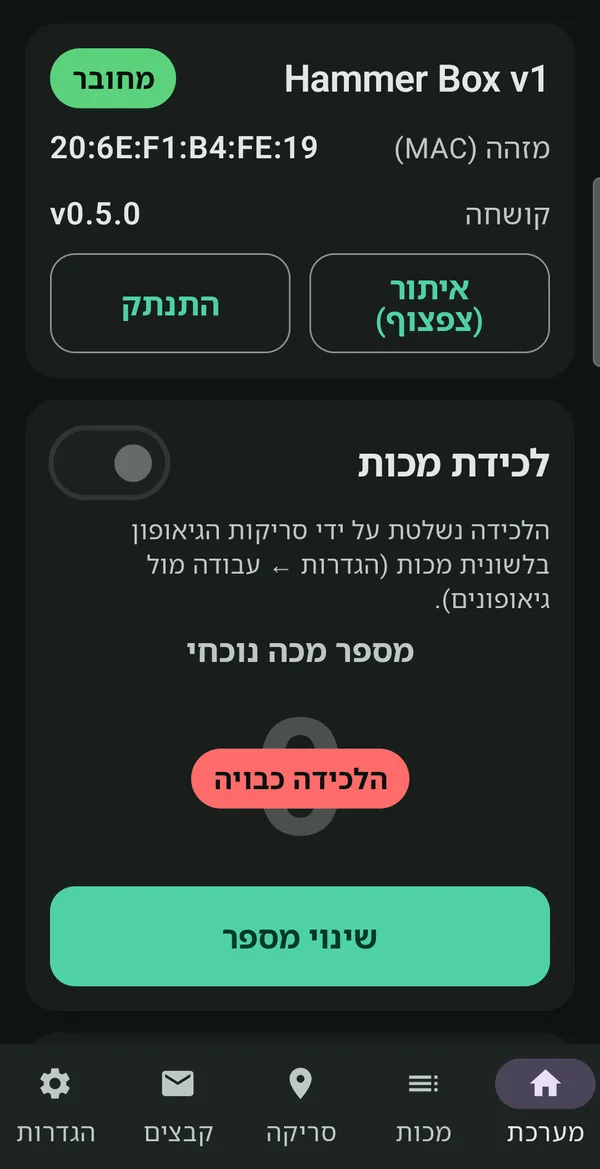 Hammer Box v1
מחובר
מזהה (MAC)
20:6E:F1:B4:FE:19
קושחה
v0.5.0
איתור
(צפצוף)
התנתק
לכידת מכות
הלכידה נשלטת על ידי סריקות הגיאופון
בלשונית מכות (הגדרות ← עבודה מול
גיאופונים).
מספר מכה נוכחי
0
הלכידה כבויה
שינוי מספר
מערכת
מכות
סריקה
קבצים
הגדרות